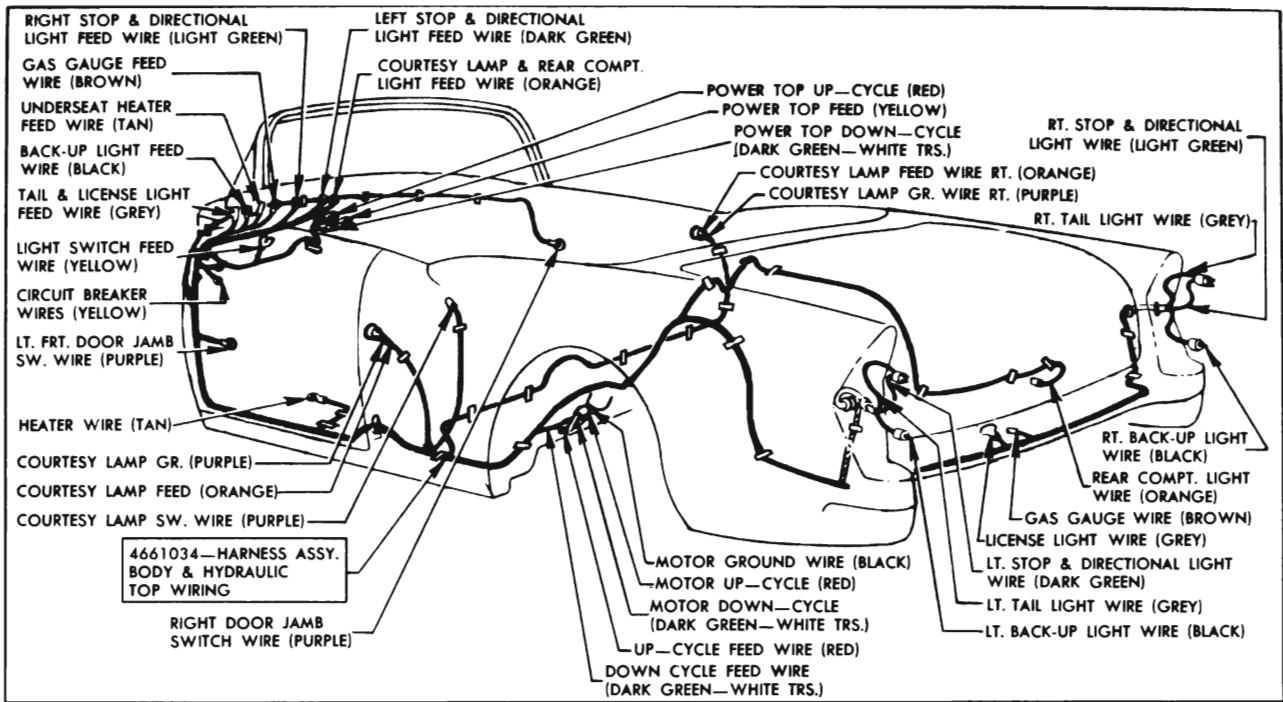 RIGHT STOP & DIRECTIONAL
LIGHT FEED WIRE (LIGHT GREEN)
GAS GAUGE FEED
WIRE (BROWN)
UNDERSEAT HEATER
FEED WIRE (TAN)
BACK-UP LIGHT FEED
WIRE (BLACK)
TAIL & LICENSE LIGHT
FEED WIRE (GREY)
LIGHT SWITCH FEED
WIRE (YELLOW)
CIRCUIT BREAKER
WIRES (YELLOW)
LT. FRT. DOOR JAMB
SW. WIRE (PURPLE)
HEATER WIRE (TAN)
COURTESY LAMP GR. (PURPLE)
COURTESY LAMP FEED (ORANGE)
COURTESY LAMP SW. WIRE (PURPLE)
4661034—HARNESS ASSY.
BODY & HYDRAULIC
TOP WIRING
RIGHT DOOR JAMB
SWITCH WIRE (PURPLE)
LEFT STOP & DIRECTIONAL
LIGHT FEED WIRE (DARK GREEN)
COURTESY LAMP & REAR COMPT.
LIGHT FEED WIRE (ORANGE)
POWER TOP UP—CYCLE (RED)
POWER TOP FEED (YELLOW)
POWER TOP DOWN—CYCLE
(DARK GREEN—WHITE TRS.)
COURTESY LAMP FEED WIRE RT. (ORANGE)
COURTESY LAMP GR. WIRE RT. (PURPLE)
RT. STOP & DIRECTIONAL
LIGHT WIRE (LIGHT GREEN)
RT. TAIL LIGHT WIRE (GREY)
RT. BACK-UP LIGHT
WIRE (BLACK)
REAR COMPT. LIGHT
WIRE (ORANGE)
GAS GAUGE WIRE (BROWN)
LICENSE LIGHT WIRE (GREY)
LT. STOP & DIRECTIONAL LIGHT
WIRE (DARK GREEN)
LT. TAIL LIGHT WIRE (GREY)
LT. BACK-UP LIGHT WIRE (BLACK)
MOTOR GROUND WIRE (BLACK)
MOTOR UP—CYCLE (RED)
MOTOR DOWN—CYCLE
(DARK GREEN—WHITE TRS.)
UP—CYCLE FEED WIRE (RED)
DOWN CYCLE FEED WIRE
(DARK GREEN—WHITE TRS.)